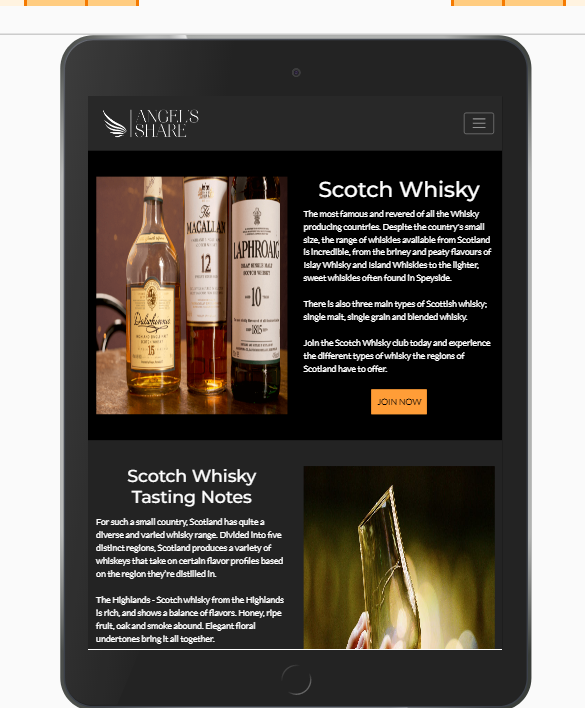 ANGEL'S
SHARE
The
MACALLAN
12
LAPHROAIG
10
1815
Dalwhinnie
15
Scotch Whisky
The most famous and revered of all the Whisky
producing countries. Despite the country's small
size, the range of whiskies available from Scotland
is incredible, from the briney and peaty flavours of
Islay Whisky and Island Whiskies to the lighter,
sweet whiskies often found in Speyside.
There is also three main types of Scottish whisky;
single malt, single grain and blended whisky.
Join the Scotch Whisky club today and experience
the different types of whisky the regions of
Scotland have to offer.
JOIN NOW
Scotch Whisky
Tasting Notes
For such a small country, Scotland has quite a
diverse and varied whisky range. Divided into five
distinct regions, Scotland produces a variety of
whiskeys that take on certain flavor profiles based
on the region they're distilled in.
The Highlands - Scotch whisky from the Highlands
is rich, and shows a balance of flavors. Honey, ripe
fruit, oak and smoke abound. Elegant floral
undertones bring it all together.